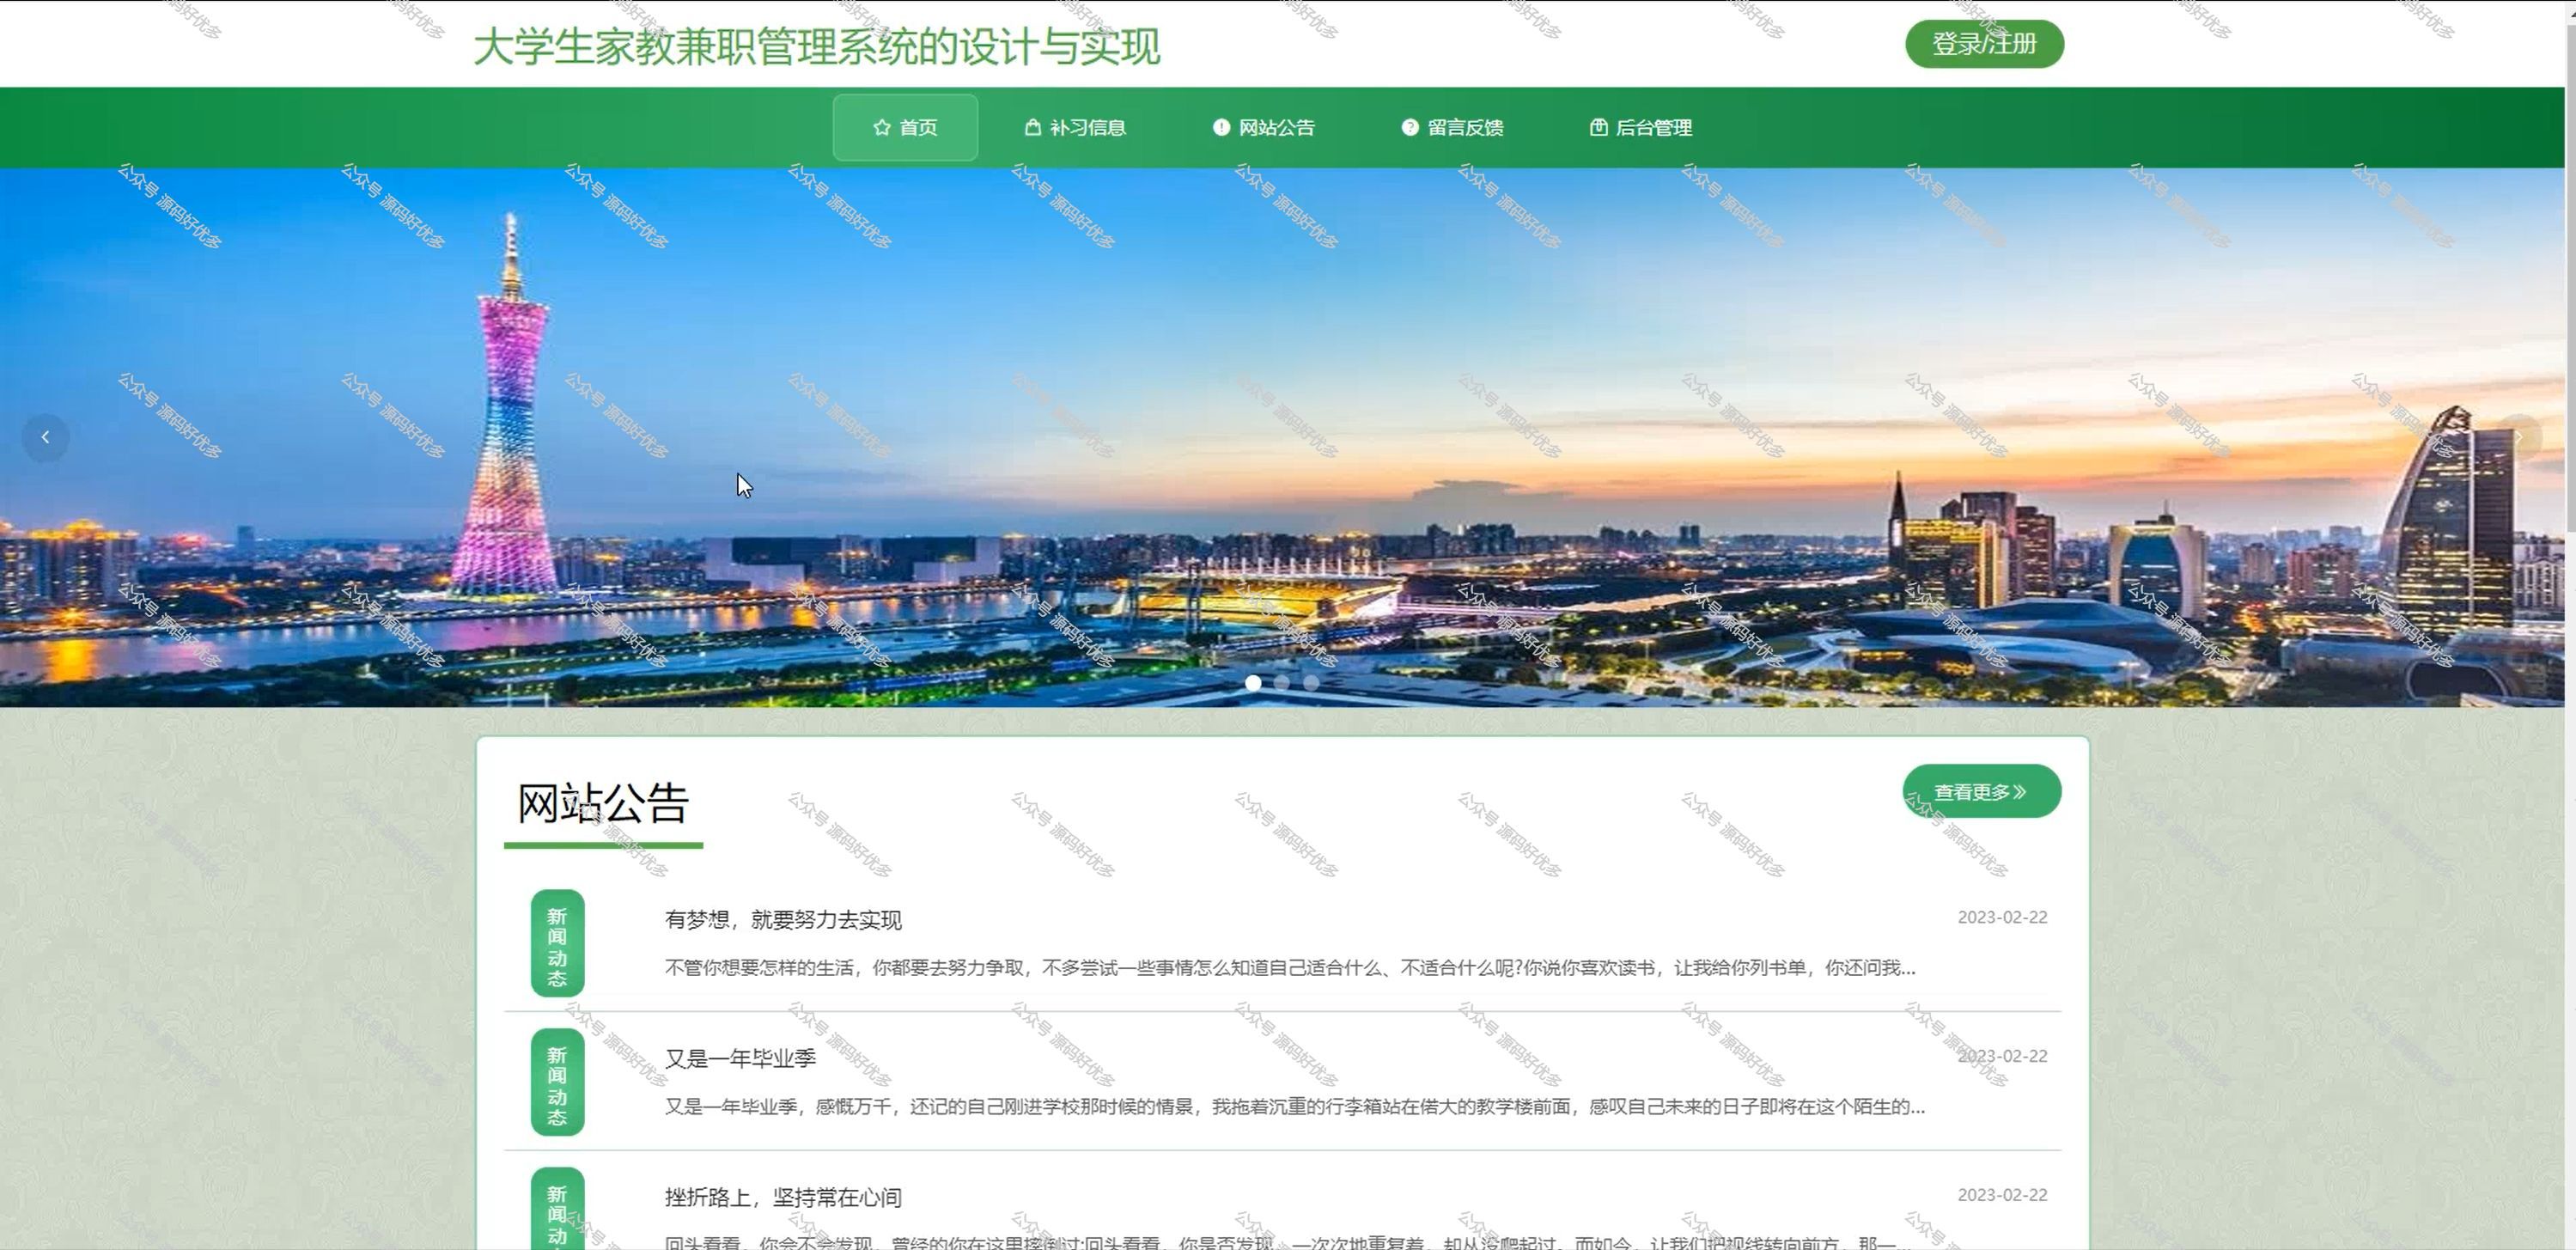 大学生家教兼职管理系统的设计与实现
登录/注册
首页
补习信息
网站公告
留言反馈
后台管理
网站公告
查看更多
新闻动态
有梦想，就要努力去实现
2023-02-22
不管你想要怎样的生活，你都要去努力争取，不多尝试一些事情怎么知道自己适合什么、不适合什么呢?你说你喜欢读书，让我给你列书单，你还问我...
新闻动态
又是一年毕业季
2023-02-22
又是一年毕业季，感慨万千，还记的自己刚进学校那时候的情景，我拖着沉重的行李箱站在偌大的教学楼前面，感叹自己未来的日子即将在这个陌生的...
新闻动
挫折路上，坚持常在心间
2023-02-22
回头看看，你会不会发现，曾经的你在这里摔倒过;回头看看，你是否发现，一次次地重复着，却从没爬起过。而如今，让我们把视线转向前方，那一...
公众号 源码好优多